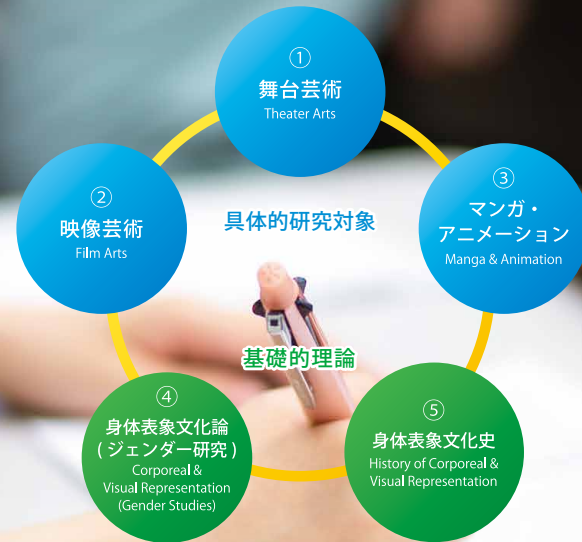 ①
舞台芸術
Theater Arts
②
映像芸術
Film Arts
具体的研究対象
③
マンガ・
アニメーション
Manga & Animation
基礎的理論
④
身体表象文化論
( ジェンダー研究 )
Corporeal &
Visual Representation
(Gender Studies)
⑤
身体表象文化史
History of Corporeal &
Visual Representation